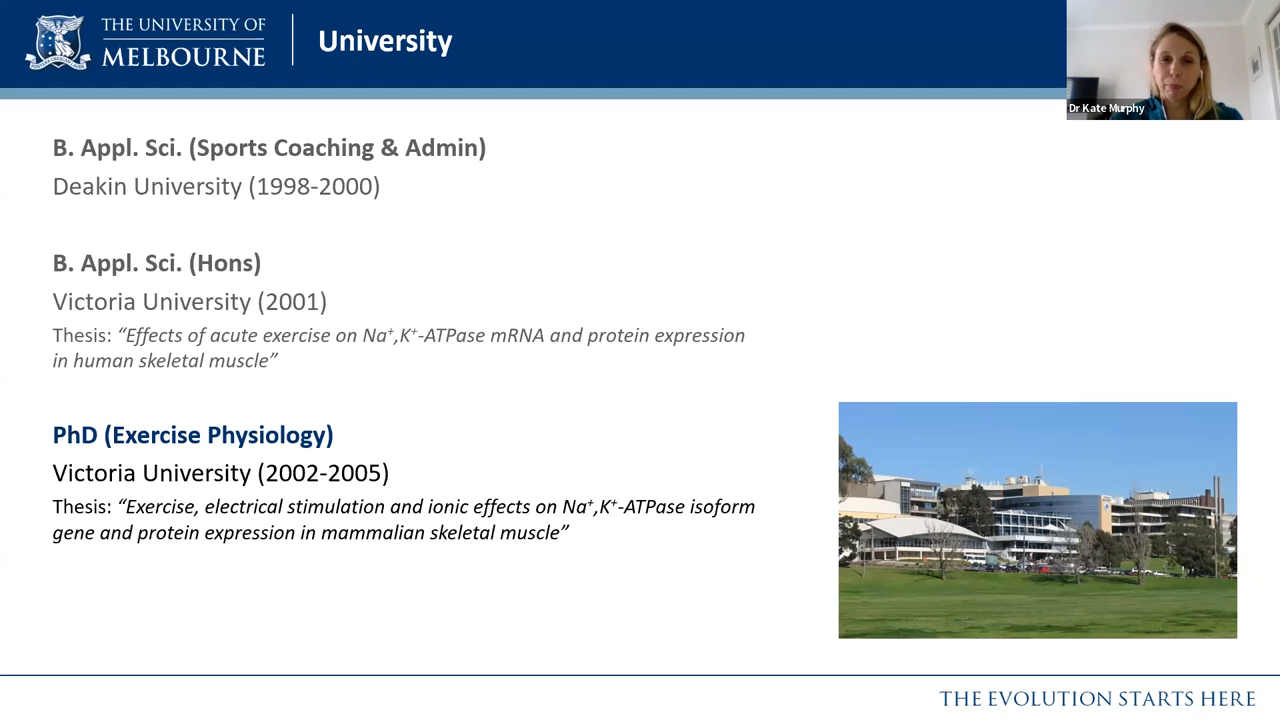 THE UNIVERSITY OF
MELBOURNE
University
Dr Kate Murphy
B. Appl. Sci. (Sports Coaching & Admin)
Deakin University (1998-2000)
B. Appl. Sci. (Hons)
Victoria University (2001)
Thesis: “Effects of acute exercise on Na⁺,K⁺-ATPase mRNA and protein expression
in human skeletal muscle”
PhD (Exercise Physiology)
Victoria University (2002-2005)
Thesis: “Exercise, electrical stimulation and ionic effects on Na⁺,K⁺-ATPase isoform
gene and protein expression in mammalian skeletal muscle”
THE EVOLUTION STARTS HERE